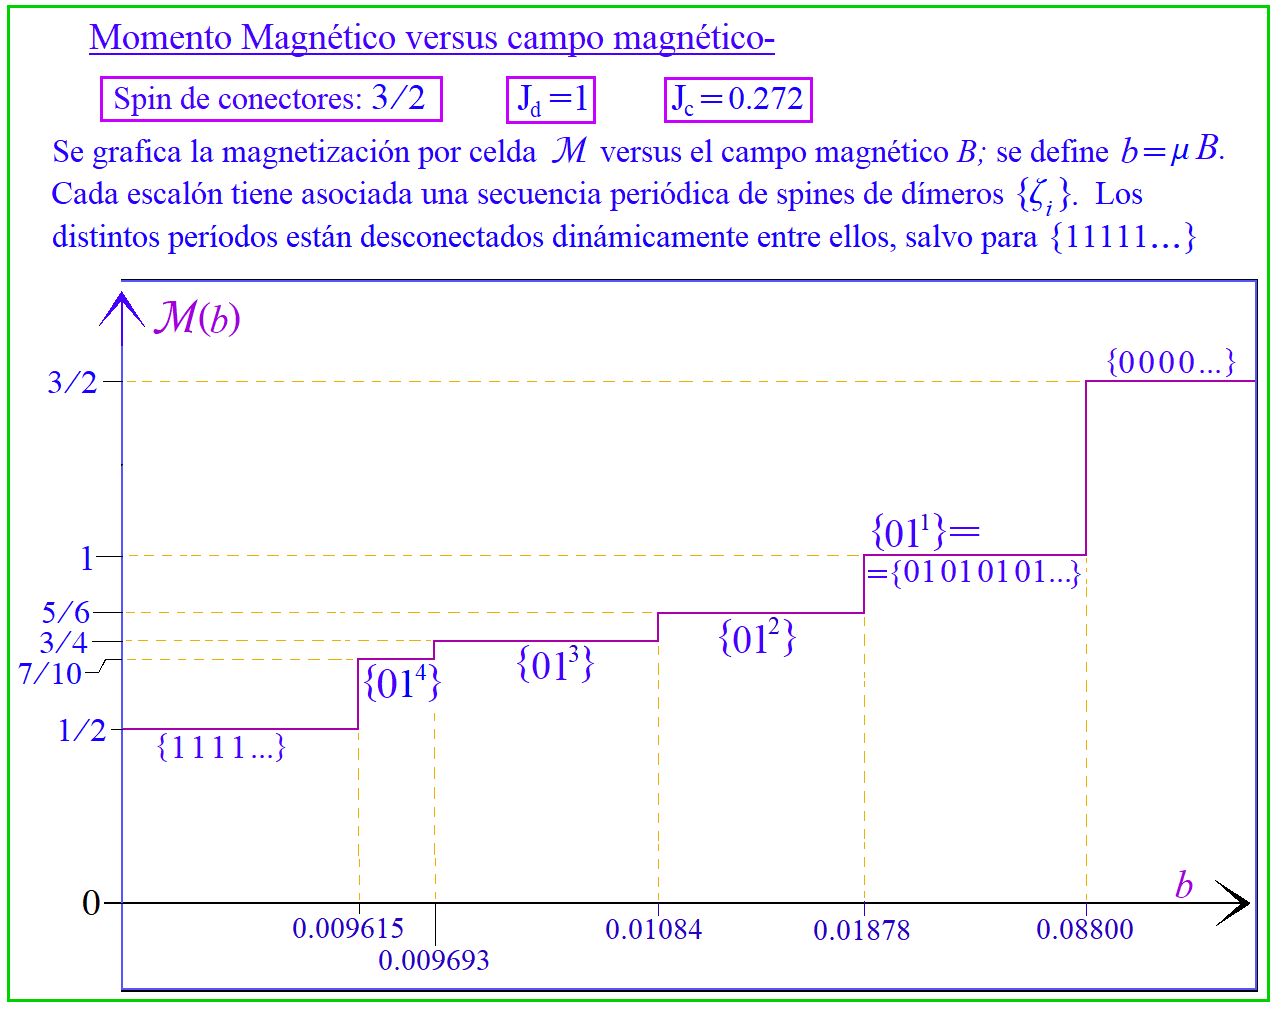 Momento Magnético versus campo magnético-
Spin de conectores: 3/2
J_d =1
J_c = 0.272
Se grafica la magnetización por celda ℳ versus el campo magnético B; se define b = μ B.
Cada escalón tiene asociada una secuencia periódica de spines de dímeros {ζ_i}. Los
distintos períodos están desconectados dinámicamente entre ellos, salvo para {11111...}
ℳ(b)
{0000...}
3/2
{01¹}=
1
={01010101...}
5/6
{01²}
3/4
{01³}
7/10
{01⁴}
1/2
{1111...}
b
0
0.009615
0.01084
0.01878
0.08800
0.009693